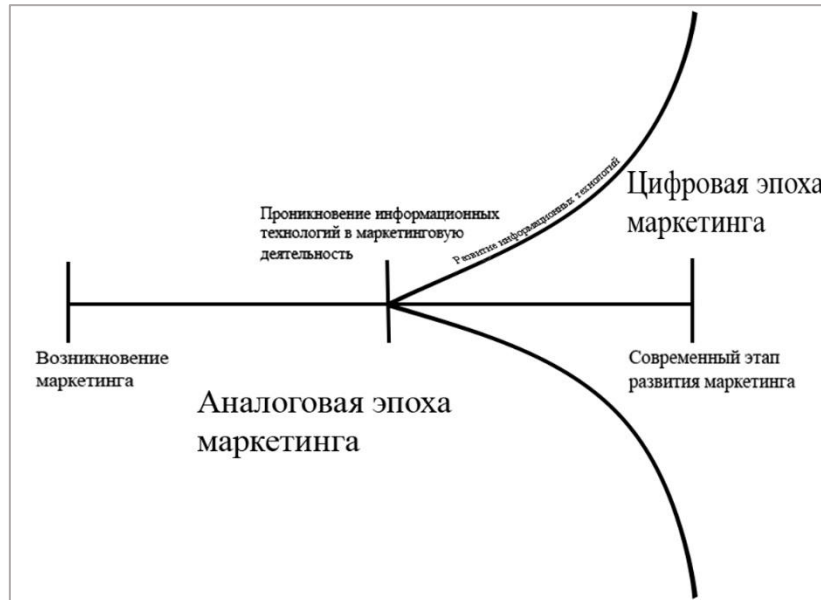 Цифровая эпоха
маркетинга
Развитие информационных технологий
Проникновение информационных
технологий в маркетинговую
деятельность
Возникновение
маркетинга
Современный этап
развития маркетинга
Аналоговая эпоха
маркетинга